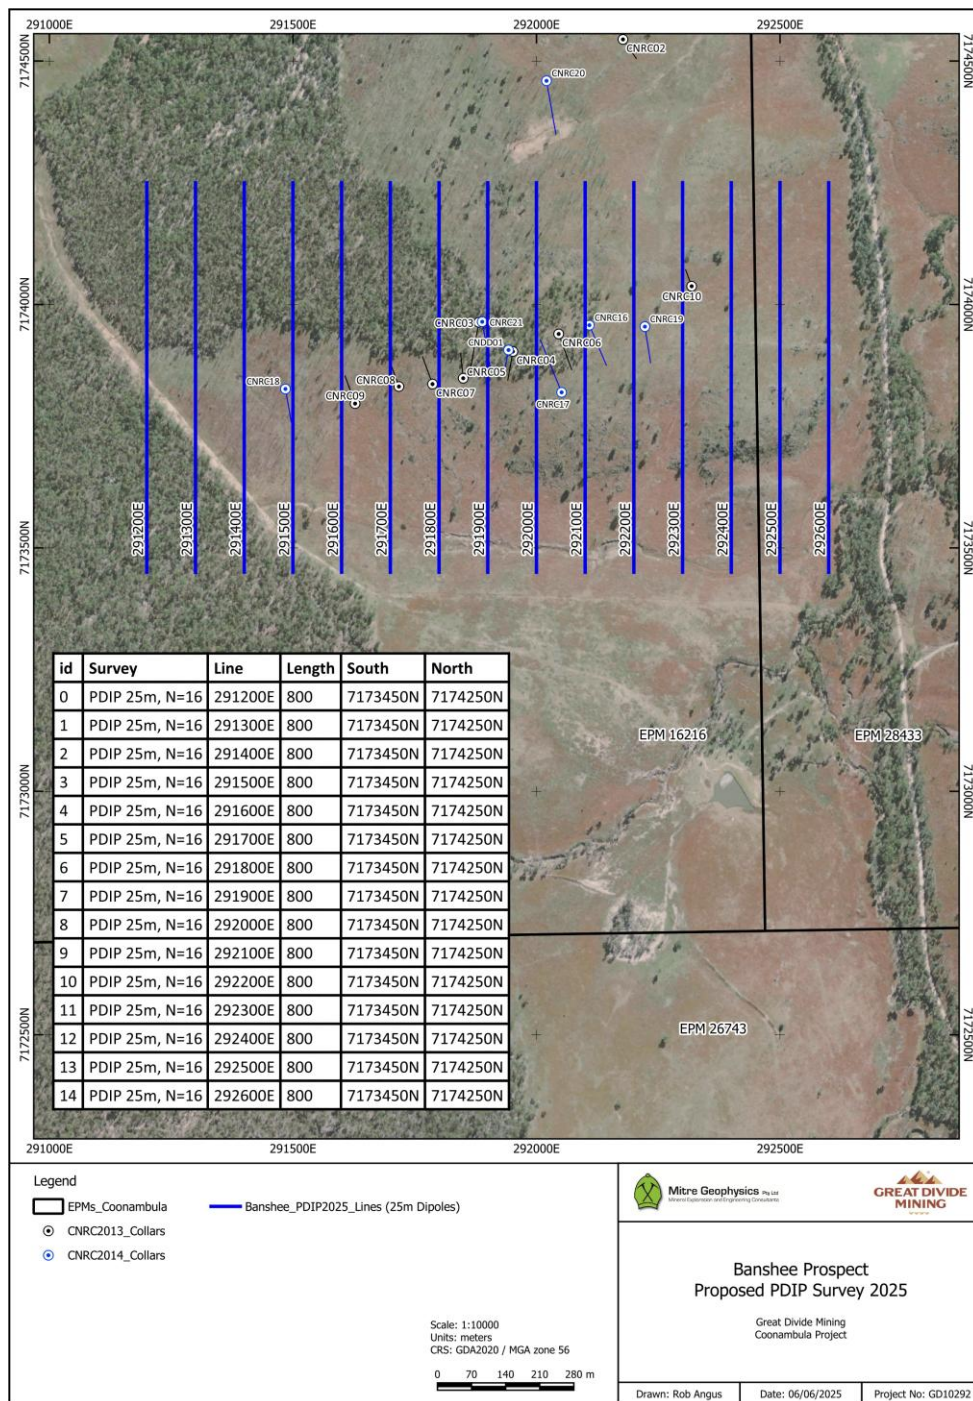 291000E 291500E 292000E 292500E
7174500N 7174500N
CNRC02
CNRC20
7174000N 7174000N
CNRC10
CNRC03 CNRC21 CNRC16 CNRC19
CNDD01 CNRC04 CNRC06
CNRC18 CNRC09 CNRC08 CNRC07 CNRC05 CNRC17
7173500N 7173500N
291200E 291300E 291400E 291500E 291600E 291700E 291800E 291900E 292000E 292100E 292200E 292300E 292400E 292500E 292600E
id Survey Line Length South North
0 PDIP 25m, N=16 291200E 800 7173450N 7174250N
1 PDIP 25m, N=16 291300E 800 7173450N 7174250N
2 PDIP 25m, N=16 291400E 800 7173450N 7174250N
3 PDIP 25m, N=16 291500E 800 7173450N 7174250N
4 PDIP 25m, N=16 291600E 800 7173450N 7174250N
5 PDIP 25m, N=16 291700E 800 7173450N 7174250N
6 PDIP 25m, N=16 291800E 800 7173450N 7174250N
7 PDIP 25m, N=16 291900E 800 7173450N 7174250N
8 PDIP 25m, N=16 292000E 800 7173450N 7174250N
9 PDIP 25m, N=16 292100E 800 7173450N 7174250N
10 PDIP 25m, N=16 292200E 800 7173450N 7174250N
11 PDIP 25m, N=16 292300E 800 7173450N 7174250N
12 PDIP 25m, N=16 292400E 800 7173450N 7174250N
13 PDIP 25m, N=16 292500E 800 7173450N 7174250N
14 PDIP 25m, N=16 292600E 800 7173450N 7174250N
EPM 16216 EPM 28433
7173000N 7173000N
EPM 26743
7172500N 7172500N
291000E 291500E 292000E 292500E
Legend
EPMs_Coonambula
Banshee_PDIP2025_Lines (25m Dipoles)
CNRC2013_Collars
CNRC2014_Collars
Scale: 1:10000
Units: meters
CRS: GDA2020 / MGA zone 56
0 70 140 210 280 m
Mitre Geophysics Pty Ltd
Mineral Exploration and Engineering Consultants
GREAT DIVIDE
MINING
Banshee Prospect
Proposed PDIP Survey 2025
Great Divide Mining
Coonambula Project
Drawn: Rob Angus
Date: 06/06/2025
Project No: GD10292